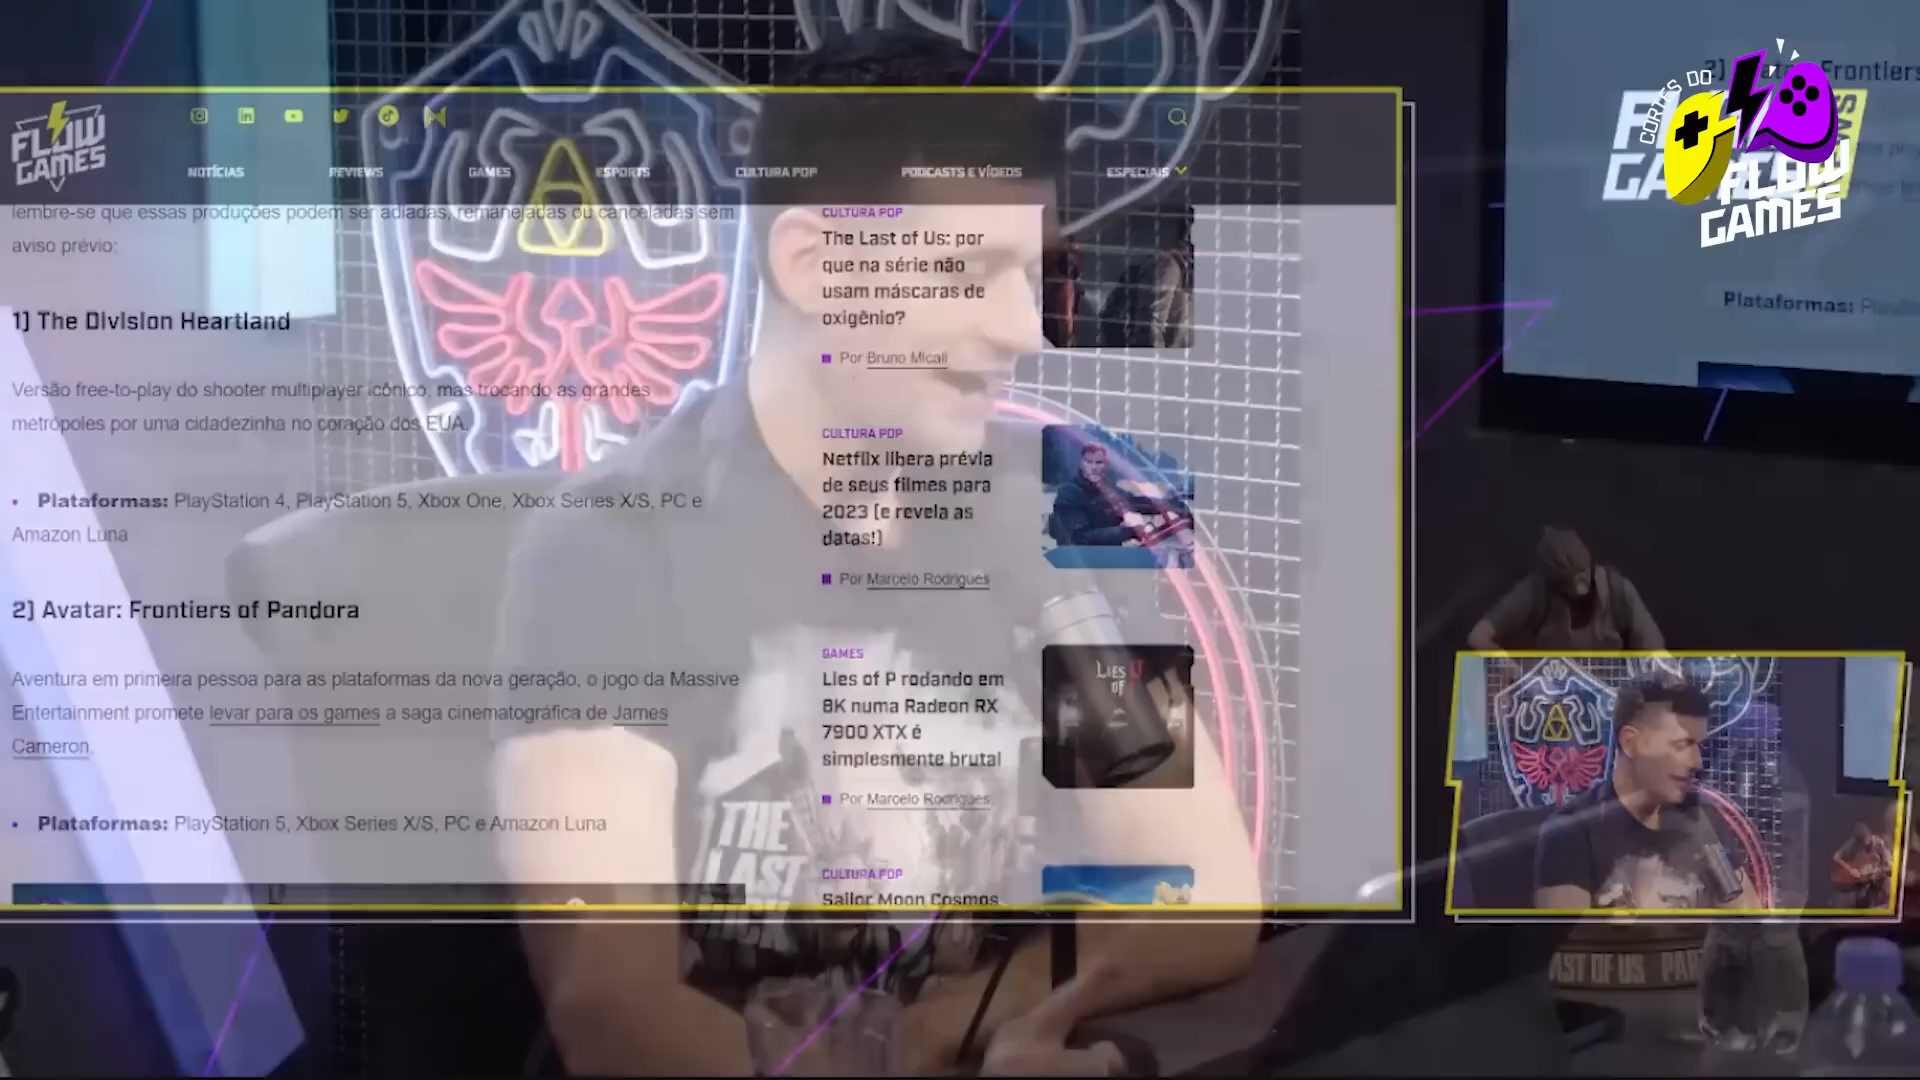 FLOW
GAMES
NOTÍCIAS
REVIEWS
GAMES
ESPORTS
CULTURA POP
PODCASTS E VÍDEOS
ESPECIAIS
lembre-se que essas produções podem ser adiadas, remanejadas ou canceladas sem
aviso prévio:
1) The Division Heartland
Versão free-to-play do shooter multiplayer icônico, mas trocando as grandes
metrópoles por uma cidadezinha no coração dos EUA.
• Plataformas: PlayStation 4, PlayStation 5, Xbox One, Xbox Series X/S, PC e
Amazon Luna
2) Avatar: Frontiers of Pandora
Aventura em primeira pessoa para as plataformas da nova geração, o jogo da Massive
Entertainment promete levar para os games a saga cinematográfica de James
Cameron.
• Plataformas: PlayStation 5, Xbox Series X/S, PC e Amazon Luna
CULTURA POP
The Last of Us: por
que na série não
usam máscaras de
oxigênio?
Por Bruno Micali
CULTURA POP
Netflix libera prévia
de seus filmes para
2023 (e revela as
datas!)
Por Marcelo Rodrigues
GAMES
Lies of P rodando em
8K numa Radeon RX
7900 XTX é
simplesmente brutal
Por Marcelo Rodrigues
LIES
OF
CULTURA POP
Sailor Moon Cosmos
THE
LAST
2)
Frontiers
CORTES DO
FLOW
GAMES
Plataformas:
AST OF US PAR